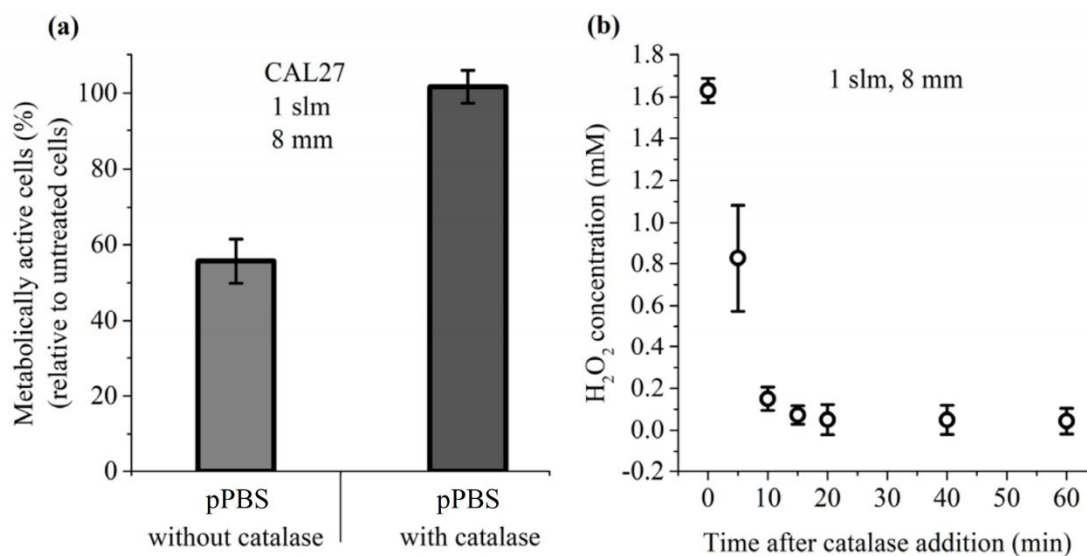 (a)
Metabolically active cells (%)
(relative to untreated cells)
100
80
60
40
20
0
CAL27
1 slm
8 mm
pPBS
without catalase
pPBS
with catalase
(b)
H₂O₂ concentration (mM)
1.8
1.6
1.4
1.2
1.0
0.8
0.6
0.4
0.2
0.0
-0.2
1 slm, 8 mm
0 10 20 30 40 50 60
Time after catalase addition (min)